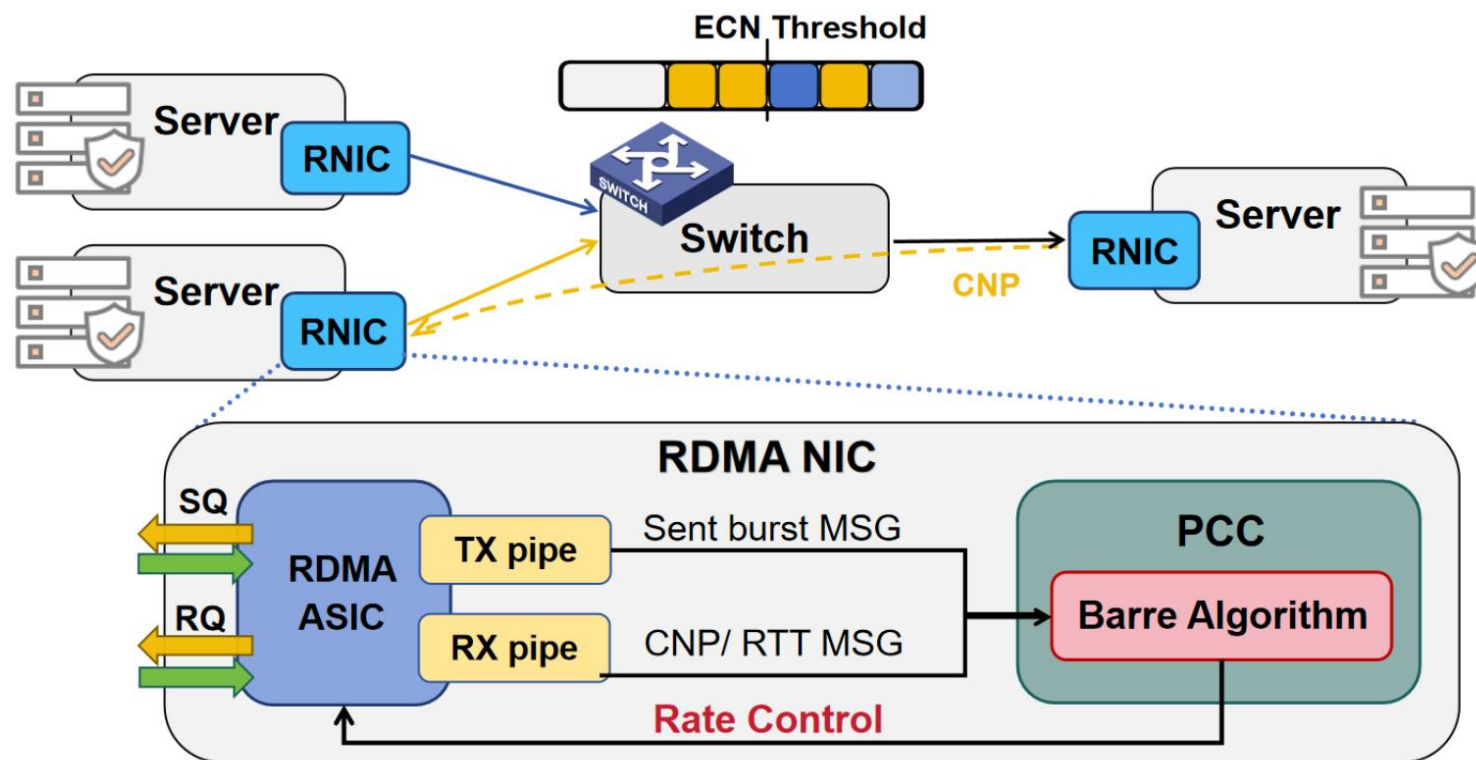 ECN Threshold
Server
RNIC
SWITCH
Switch
Server
RNIC
Server
RNIC
CNP
RDMA NIC
SQ
RQ
RDMA
ASIC
TX pipe
RX pipe
Sent burst MSG
CNP/ RTT MSG
PCC
Barre Algorithm
Rate Control